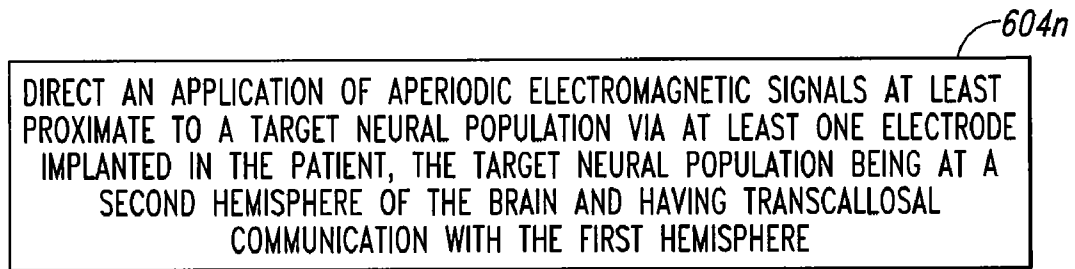 604n
DIRECT AN APPLICATION OF APERIODIC ELECTROMAGNETIC SIGNALS AT LEAST
PROXIMATE TO A TARGET NEURAL POPULATION VIA AT LEAST ONE ELECTRODE
IMPLANTED IN THE PATIENT, THE TARGET NEURAL POPULATION BEING AT A
SECOND HEMISPHERE OF THE BRAIN AND HAVING TRANSCALLOSAL
COMMUNICATION WITH THE FIRST HEMISPHERE